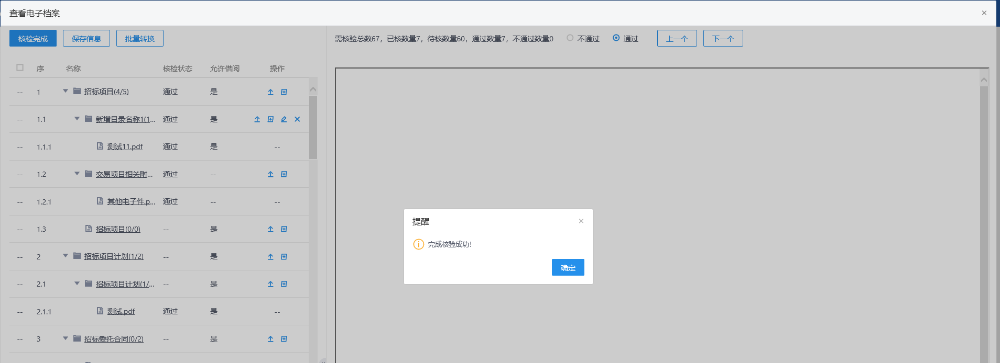 查看电子档案
核检完成 保存信息 批量转换
需核验总数67，已核数量7，待核数量60，通过数量7，不通过数量0 不通过 通过 上一个 下一个
序 名称 核检状态 允许借阅 操作
-- 1 招标项目(4/5) 通过 是
-- 1.1 新增目录名称1(1... 通过 是
-- 1.1.1 测试11.pdf 通过 是 --
-- 1.2 交易项目相关附... 通过 --
-- 1.2.1 其他电子件.p... 通过 -- --
-- 1.3 招标项目(0/0) -- 是
-- 2 招标项目计划(1/2) -- 是
-- 2.1 招标项目计划(1/... -- 是
-- 2.1.1 测试.pdf 通过 是 --
-- 3 招标委托合同(0/2) -- 是
提醒
完成核验成功！
确定